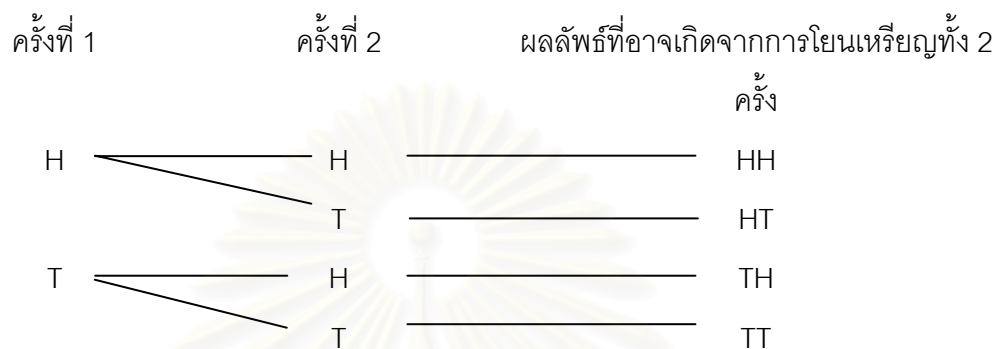 ครั้งที่ 1 ครั้งที่ 2 ผลลัพธ์ที่อาจเกิดจากการโยนเหรียญทั้ง 2
ครั้ง
H H HH
T HT
T H TH
T TT